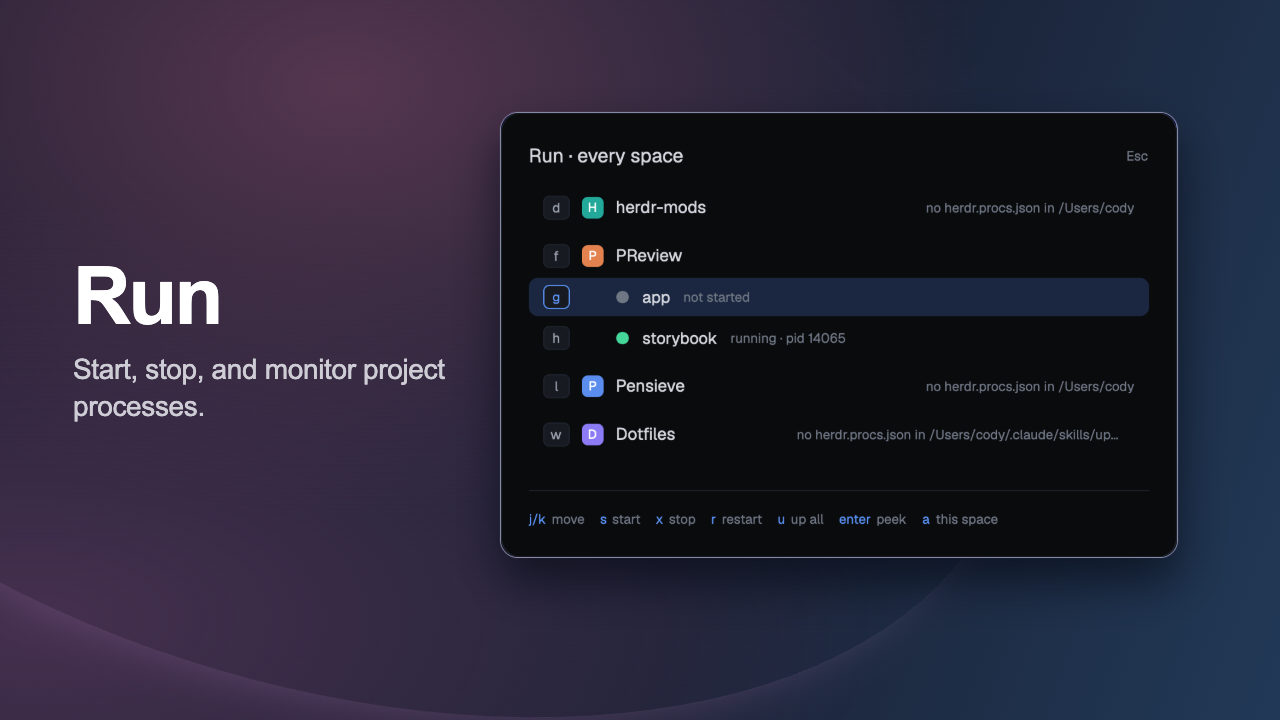 Run
Start, stop, and monitor project
processes.
Run · every space Esc
d H herdr-mods no herdr.procs.json in /Users/cody
f P PReview
g app not started
h storybook running · pid 14065
l P Pensieve no herdr.procs.json in /Users/cody
w D Dotfiles no herdr.procs.json in /Users/cody/.claude/skills/up…
j/k move s start x stop r restart u up all enter peek a this space